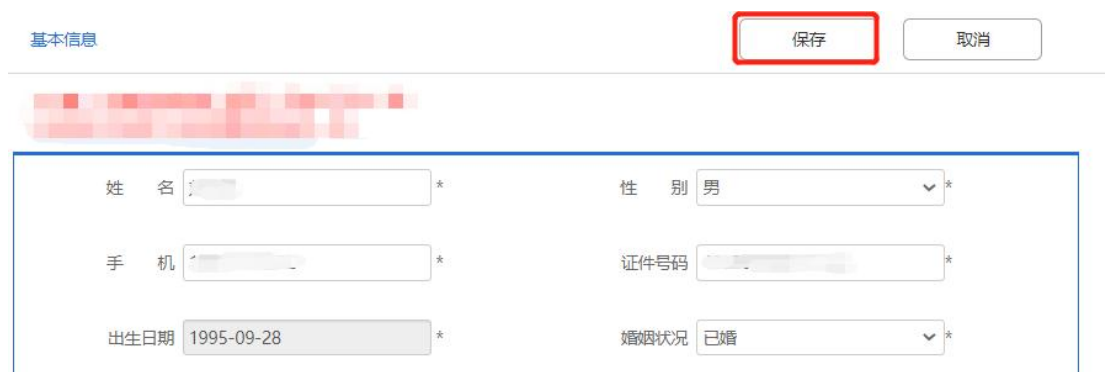 基本信息 保存 取消
姓 名 * 性 别 男 *
手 机 * 证件号码 *
出生日期 1995-09-28 * 婚姻状况 已婚 *